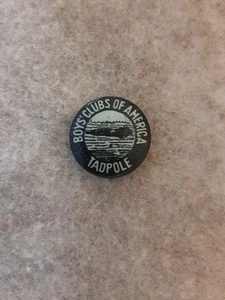 BOYS' CLUBS OF AMERICA
TADPOLE